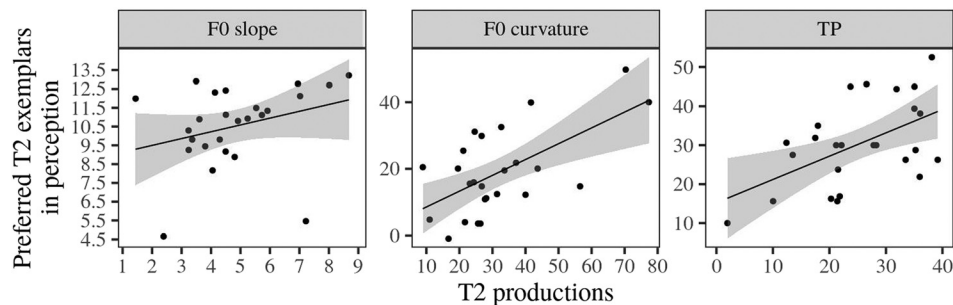 F0 slope
F0 curvature
TP
Preferred T2 exemplars
in perception
13.5
12.5
11.5
10.5
9.5
8.5
7.5
6.5
5.5
4.5
1 2 3 4 5 6 7 8 9
40
20
0
10 20 30 40 50 60 70 80
50
40
30
20
10
0 10 20 30 40
T2 productions